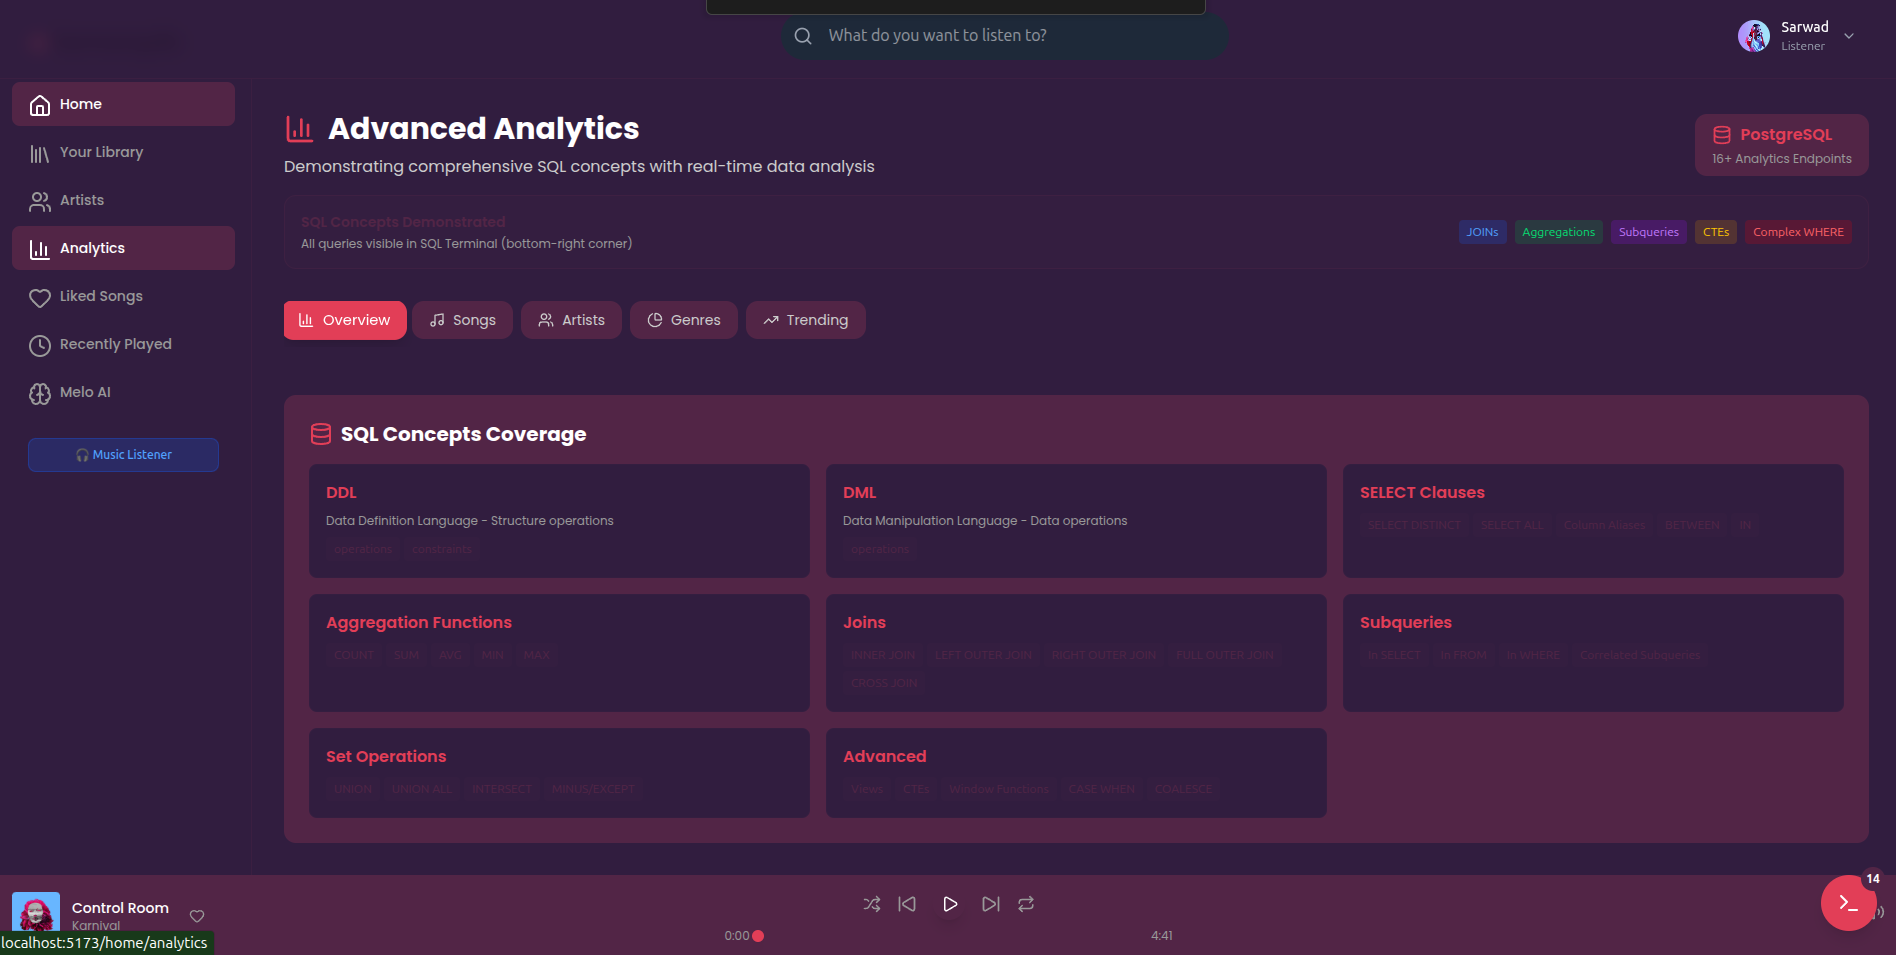 What do you want to listen to?
Sarwad
Listener
Home
Your Library
Artists
Analytics
Liked Songs
Recently Played
Melo AI
🎧 Music Listener
Advanced Analytics
Demonstrating comprehensive SQL concepts with real-time data analysis
PostgreSQL
16+ Analytics Endpoints
SQL Concepts Demonstrated
All queries visible in SQL Terminal (bottom-right corner)
JOINs Aggregations Subqueries CTEs Complex WHERE
Overview Songs Artists Genres Trending
SQL Concepts Coverage
DDL
Data Definition Language - Structure operations
operations constraints
DML
Data Manipulation Language - Data operations
operations
SELECT Clauses
SELECT DISTINCT SELECT ALL Column Aliases BETWEEN IN
Aggregation Functions
COUNT SUM AVG MIN MAX
Joins
INNER JOIN LEFT OUTER JOIN RIGHT OUTER JOIN FULL OUTER JOIN
CROSS JOIN
Subqueries
In SELECT In FROM In WHERE Correlated Subqueries
Set Operations
UNION UNION ALL INTERSECT MINUS/EXCEPT
Advanced
Views CTEs Window Functions CASE WHEN COALESCE
Control Room
Karnival
0:00
4:41
14
localhost:5173/home/analytics